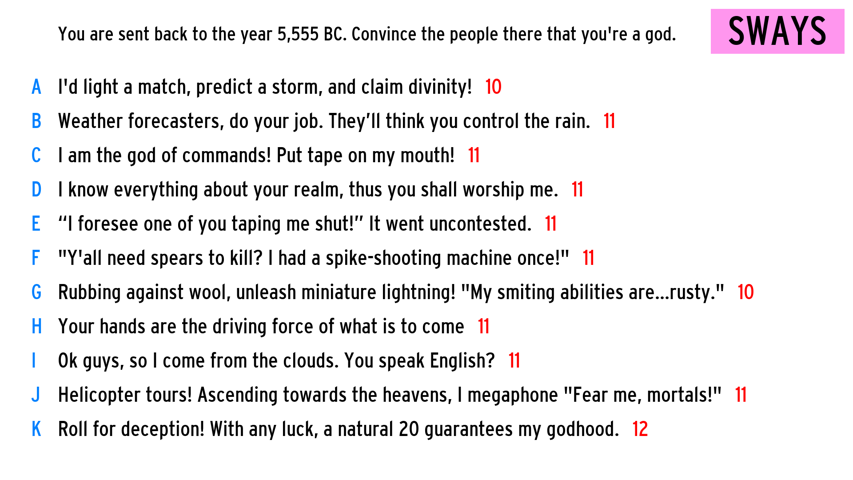 You are sent back to the year 5,555 BC. Convince the people there that you're a god.
SWAYS
A I'd light a match, predict a storm, and claim divinity! 10
B Weather forecasters, do your job. They’ll think you control the rain. 11
C I am the god of commands! Put tape on my mouth! 11
D I know everything about your realm, thus you shall worship me. 11
E “I foresee one of you taping me shut!” It went uncontested. 11
F "Y'all need spears to kill? I had a spike-shooting machine once!" 11
G Rubbing against wool, unleash miniature lightning! "My smiting abilities are...rusty." 10
H Your hands are the driving force of what is to come 11
I Ok guys, so I come from the clouds. You speak English? 11
J Helicopter tours! Ascending towards the heavens, I megaphone "Fear me, mortals!" 11
K Roll for deception! With any luck, a natural 20 guarantees my godhood. 12